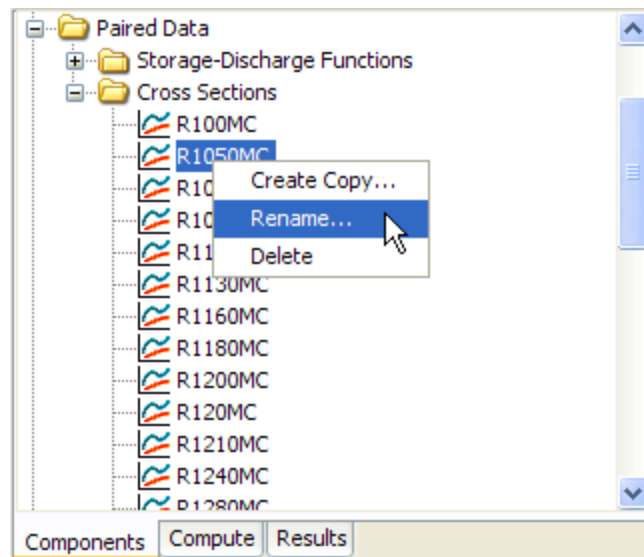 Paired Data
Storage-Discharge Functions
Cross Sections
R100MC
R1050MC
Create Copy...
Rename...
Delete
R1130MC
R1160MC
R1180MC
R1200MC
R120MC
R1210MC
R1240MC
R1280MC
Components Compute Results